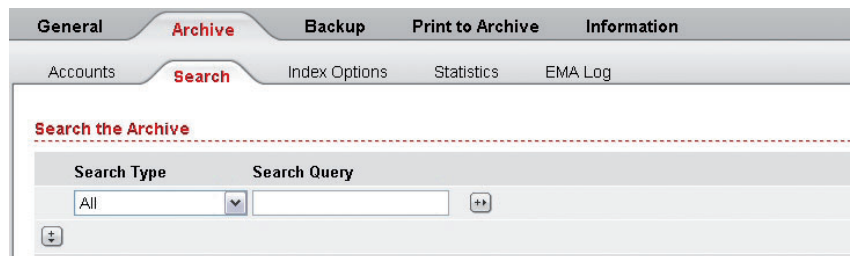 General Archive Backup Print to Archive Information
Accounts Search Index Options Statistics EMA Log
Search the Archive
Search Type Search Query
All